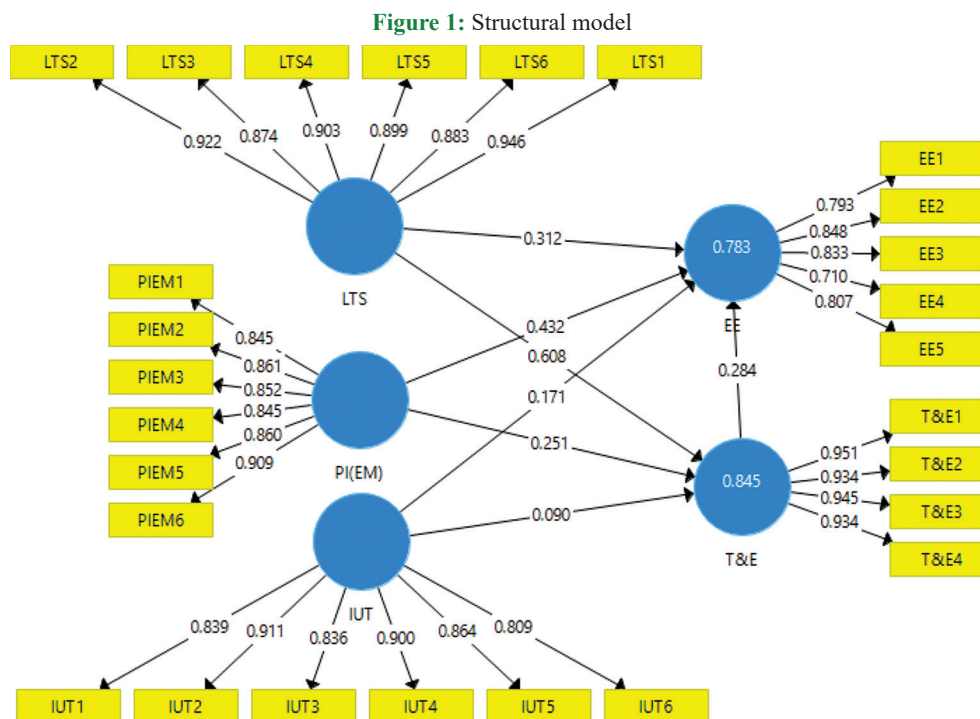 Figure 1: Structural model
LTS2 LTS3 LTS4 LTS5 LTS6 LTS1
0.922 0.874 0.903 0.899 0.883 0.946
LTS
PIEM1
PIEM2
PIEM3
PIEM4
PIEM5
PIEM6
0.845
0.861
0.852
0.845
0.860
0.909
PI(EM)
0.312
0.432
0.608
0.171
0.251
0.090
0.284
0.783
EE
0.793
0.848
0.833
0.710
0.807
EE1
EE2
EE3
EE4
EE5
0.845
T&E
0.951
0.934
0.945
0.934
T&E1
T&E2
T&E3
T&E4
IUT
0.839 0.911 0.836 0.900 0.864 0.809
IUT1 IUT2 IUT3 IUT4 IUT5 IUT6